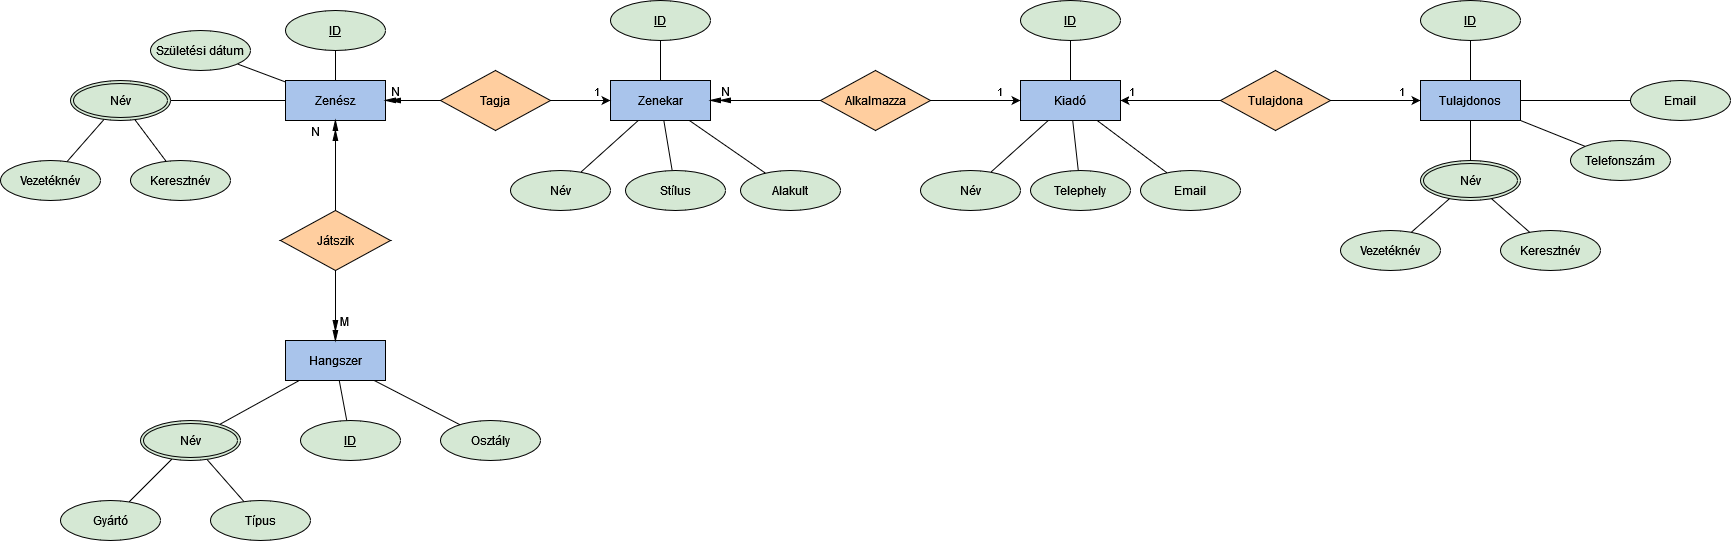 ID
ID
ID
ID
Születési dátum
Név
Zenész
N
Tagja
1
Zenekar
N
Alkalmazza
1
Kiadó
1
Tulajdona
1
Tulajdonos
Email
N
Vezetéknév
Keresztnév
Név
Stílus
Alakult
Név
Telephely
Email
Név
Telefonszám
Játszik
Vezetéknév
Keresztnév
M
Hangszer
Név
ID
Osztály
Gyártó
Típus